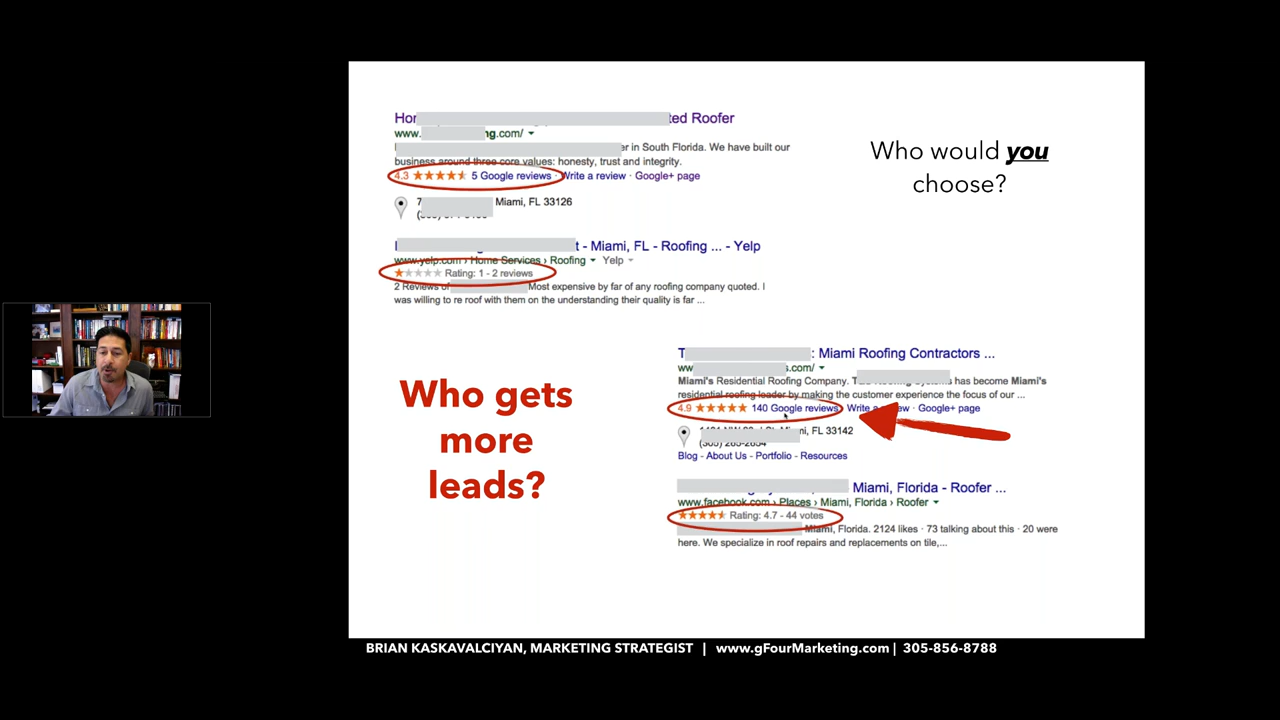 Hor ted Roofer
www. ng.com/
er in South Florida. We have built our
business around three core values: honesty, trust and integrity.
4.3 5 Google reviews · Write a review · Google+ page
7 Miami, FL 33126
t - Miami, FL - Roofing ... - Yelp
www.yelp.com › Home Services › Roofing Yelp
Rating: 1 - 2 reviews
2 Reviews of Most expensive by far of any roofing company quoted. I
was willing to re roof with them on the understanding their quality is far ...
Who would you
choose?
Who gets
more
leads?
T : Miami Roofing Contractors ...
ww s.com/
Miami's Residential Roofing Company. has become Miami's
residential roofing leader by making the customer experience the focus of our ...
4.9 140 Google reviews Write a review · Google+ page
Miami, FL 33142
Blog - About Us - Portfolio - Resources
Miami, Florida - Roofer ...
www.facebook.com › Places › Miami, Florida › Roofer
Rating: 4.7 - 44 votes
Miami, Florida. 2124 likes · 73 talking about this · 20 were
here. We specialize in roof repairs and replacements on tile,...
BRIAN KASKAVALCIYAN, MARKETING STRATEGIST | www.gFourMarketing.com | 305-856-8788